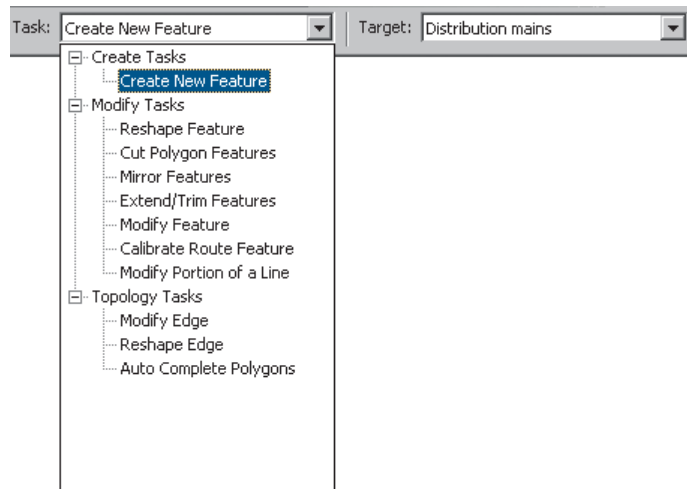 Task: Create New Feature Target: Distribution mains
Create Tasks
Create New Feature
Modify Tasks
Reshape Feature
Cut Polygon Features
Mirror Features
Extend/Trim Features
Modify Feature
Calibrate Route Feature
Modify Portion of a Line
Topology Tasks
Modify Edge
Reshape Edge
Auto Complete Polygons